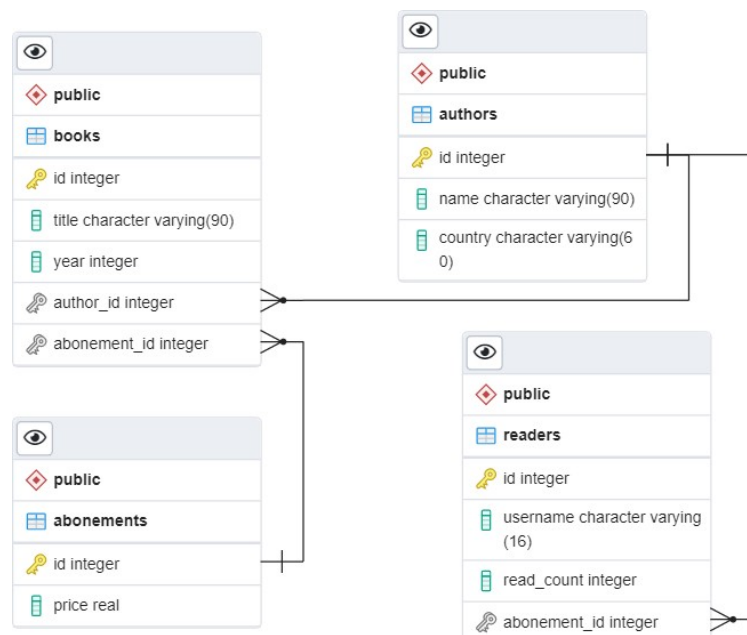 public
books
id integer
title character varying(90)
year integer
author_id integer
abonement_id integer
public
authors
id integer
name character varying(90)
country character varying(6
0)
public
abonements
id integer
price real
public
readers
id integer
username character varying
(16)
read_count integer
abonement_id integer